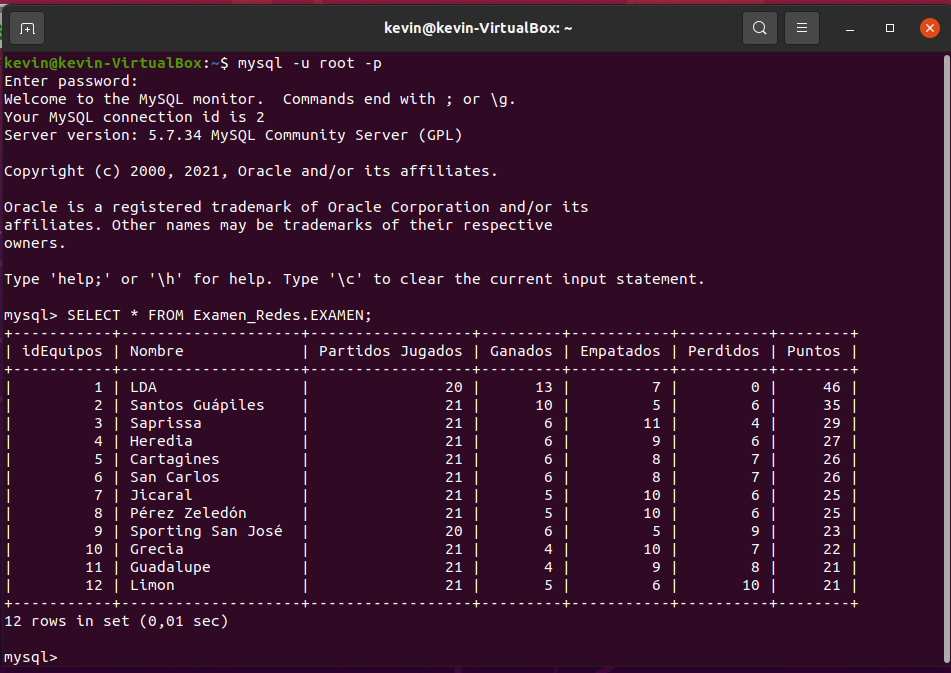 kevin@kevin-VirtualBox: ~
kevin@kevin-VirtualBox:~$ mysql -u root -p
Enter password:
Welcome to the MySQL monitor.  Commands end with ; or \g.
Your MySQL connection id is 2
Server version: 5.7.34 MySQL Community Server (GPL)

Copyright (c) 2000, 2021, Oracle and/or its affiliates.

Oracle is a registered trademark of Oracle Corporation and/or its
affiliates. Other names may be trademarks of their respective
owners.

Type 'help;' or '\h' for help. Type '\c' to clear the current input statement.

mysql> SELECT * FROM Examen_Redes.EXAMEN;
+-----------+--------------------+------------------+---------+-----------+----------+--------+
| idEquipos | Nombre             | Partidos Jugados | Ganados | Empatados | Perdidos | Puntos |
+-----------+--------------------+------------------+---------+-----------+----------+--------+
|         1 | LDA                |               20 |      13 |         7 |        0 |     46 |
|         2 | Santos Guápiles    |               21 |      10 |         5 |        6 |     35 |
|         3 | Saprissa           |               21 |       6 |        11 |        4 |     29 |
|         4 | Heredia            |               21 |       6 |         9 |        6 |     27 |
|         5 | Cartagines         |               21 |       6 |         8 |        7 |     26 |
|         6 | San Carlos         |               21 |       6 |         8 |        7 |     26 |
|         7 | Jicaral            |               21 |       5 |        10 |        6 |     25 |
|         8 | Pérez Zeledón      |               21 |       5 |        10 |        6 |     25 |
|         9 | Sporting San José  |               20 |       6 |         5 |        9 |     23 |
|        10 | Grecia             |               21 |       4 |        10 |        7 |     22 |
|        11 | Guadalupe          |               21 |       4 |         9 |        8 |     21 |
|        12 | Limon              |               21 |       5 |         6 |       10 |     21 |
+-----------+--------------------+------------------+---------+-----------+----------+--------+
12 rows in set (0,01 sec)

mysql>